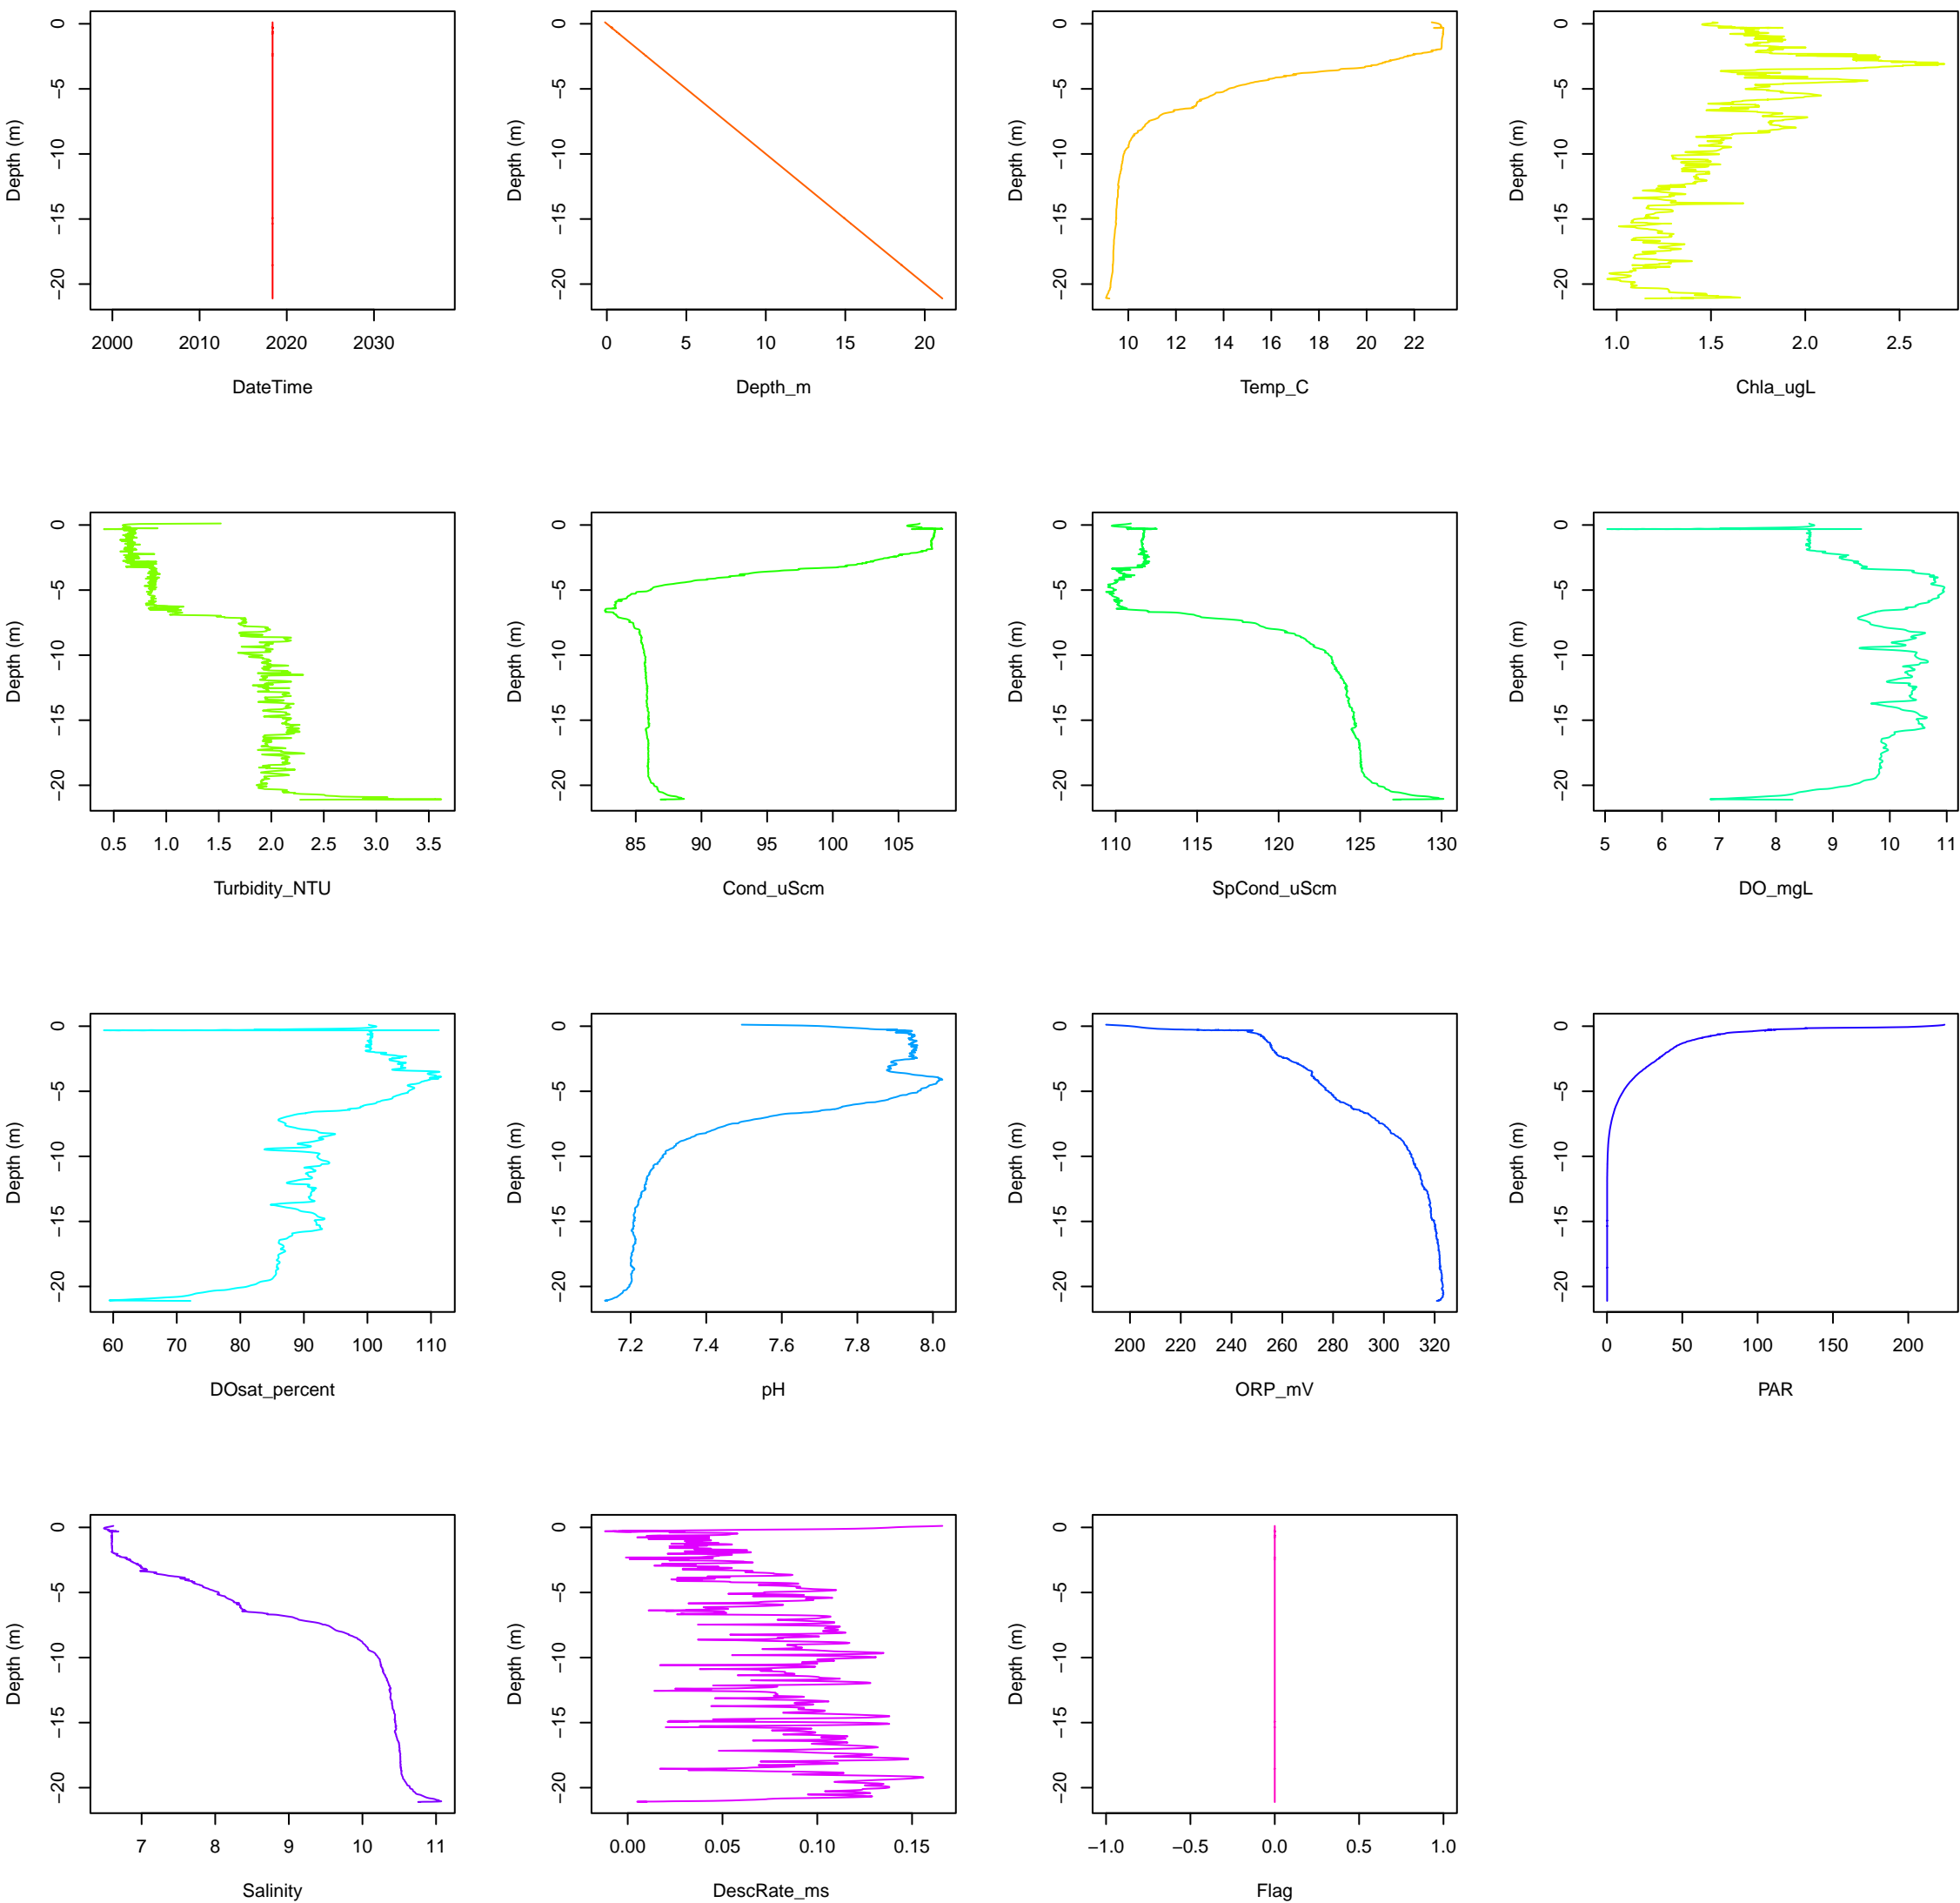 Depth (m)
0
−5
−10
−15
−20
2000 2010 2020 2030
DateTime
Depth (m)
0
−5
−10
−15
−20
0 5 10 15 20
Depth_m
Depth (m)
0
−5
−10
−15
−20
10 12 14 16 18 20 22
Temp_C
Depth (m)
0
−5
−10
−15
−20
1.0 1.5 2.0 2.5
Chla_ugL
Depth (m)
0
−5
−10
−15
−20
0.5 1.0 1.5 2.0 2.5 3.0 3.5
Turbidity_NTU
Depth (m)
0
−5
−10
−15
−20
85 90 95 100 105
Cond_uScm
Depth (m)
0
−5
−10
−15
−20
110 115 120 125 130
SpCond_uScm
Depth (m)
0
−5
−10
−15
−20
5 6 7 8 9 10 11
DO_mgL
Depth (m)
0
−5
−10
−15
−20
60 70 80 90 100 110
DOsat_percent
Depth (m)
0
−5
−10
−15
−20
7.2 7.4 7.6 7.8 8.0
pH
Depth (m)
0
−5
−10
−15
−20
200 220 240 260 280 300 320
ORP_mV
Depth (m)
0
−5
−10
−15
−20
0 50 100 150 200
PAR
Depth (m)
0
−5
−10
−15
−20
7 8 9 10 11
Salinity
Depth (m)
0
−5
−10
−15
−20
0.00 0.05 0.10 0.15
DescRate_ms
Depth (m)
0
−5
−10
−15
−20
−1.0 −0.5 0.0 0.5 1.0
Flag